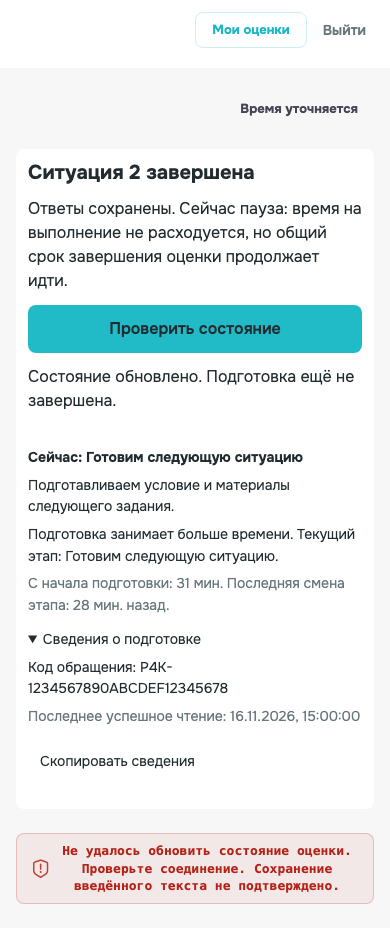 Мои оценки
Выйти
Время уточняется
Ситуация 2 завершена
Ответы сохранены. Сейчас пауза: время на
выполнение не расходуется, но общий
срок завершения оценки продолжает
идти.
Проверить состояние
Состояние обновлено. Подготовка ещё не
завершена.
Сейчас: Готовим следующую ситуацию
Подготавливаем условие и материалы
следующего задания.
Подготовка занимает больше времени. Текущий
этап: Готовим следующую ситуацию.
С начала подготовки: 31 мин. Последняя смена
этапа: 28 мин. назад.
▼ Сведения о подготовке
Код обращения: P4K-
1234567890ABCDEF12345678
Последнее успешное чтение: 16.11.2026, 15:00:00
Скопировать сведения
Не удалось обновить состояние оценки.
Проверьте соединение. Сохранение
введённого текста не подтверждено.